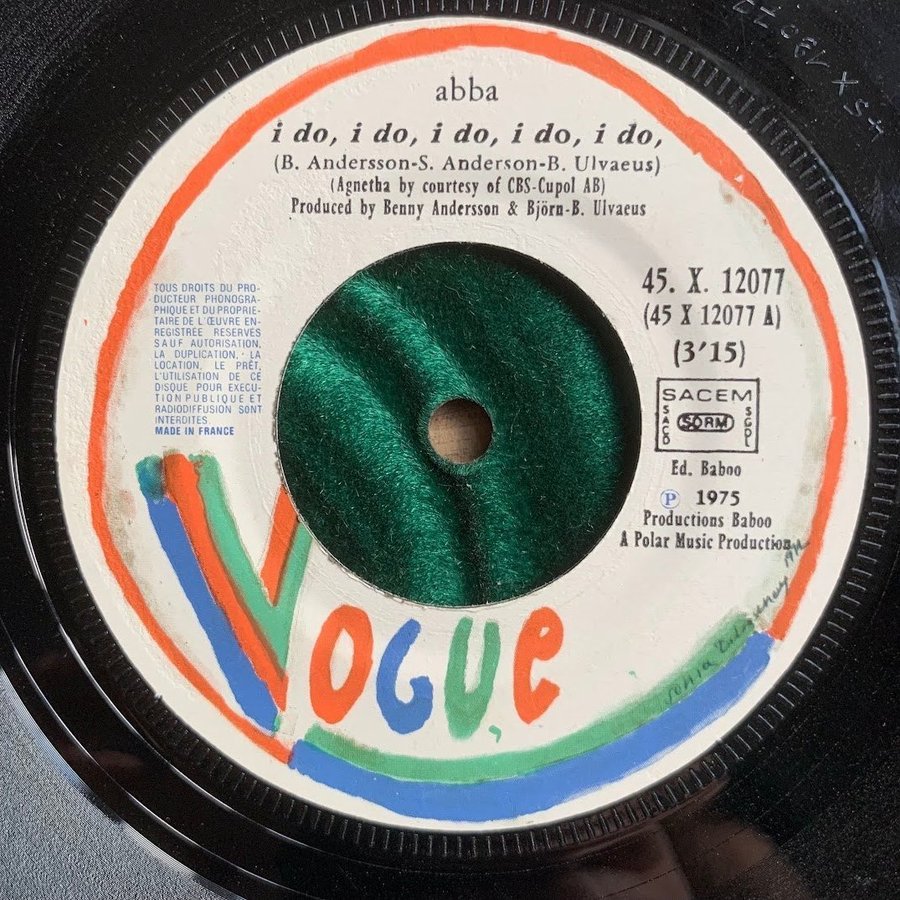 abba
i do, i do, i do, i do, i do,
(B. Andersson-S. Anderson-B. Ulvaeus)
(Agnetha by courtesy of CBS-Cupol AB)
Produced by Benny Andersson & Björn-B. Ulvaeus
TOUS DROITS DU PRO-
DUCTEUR PHONOGRA-
PHIQUE ET DU PROPRIE-
TAIRE DE L'ŒUVRE EN-
REGISTREE RESERVES
SAUF AUTORISATION,
LA DUPLICATION, LA
LOCATION, LE PRÊT,
L'UTILISATION DE CE
DISQUE POUR EXECU-
TION PUBLIQUE ET
RADIODIFFUSION SONT
INTERDITES.
MADE IN FRANCE
45. X. 12077
(45 X 12077 A)
(3'15)
SACEM
SACD
SDRM
SGDL
Ed. Baboo
Ⓟ 1975
Productions Baboo
A Polar Music Production
VOGUE
sonia Delaunay